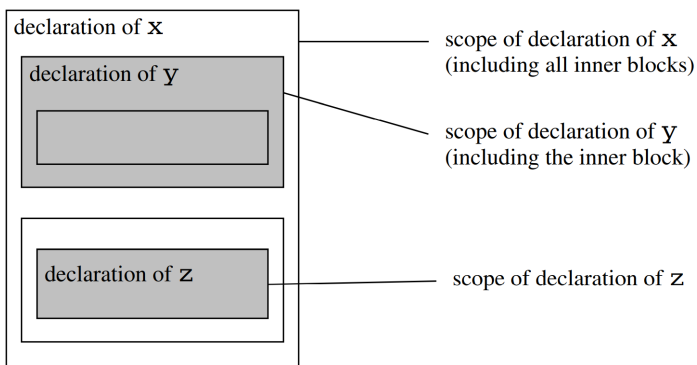 declaration of x
declaration of y
declaration of z
scope of declaration of x
(including all inner blocks)
scope of declaration of y
(including the inner block)
scope of declaration of z